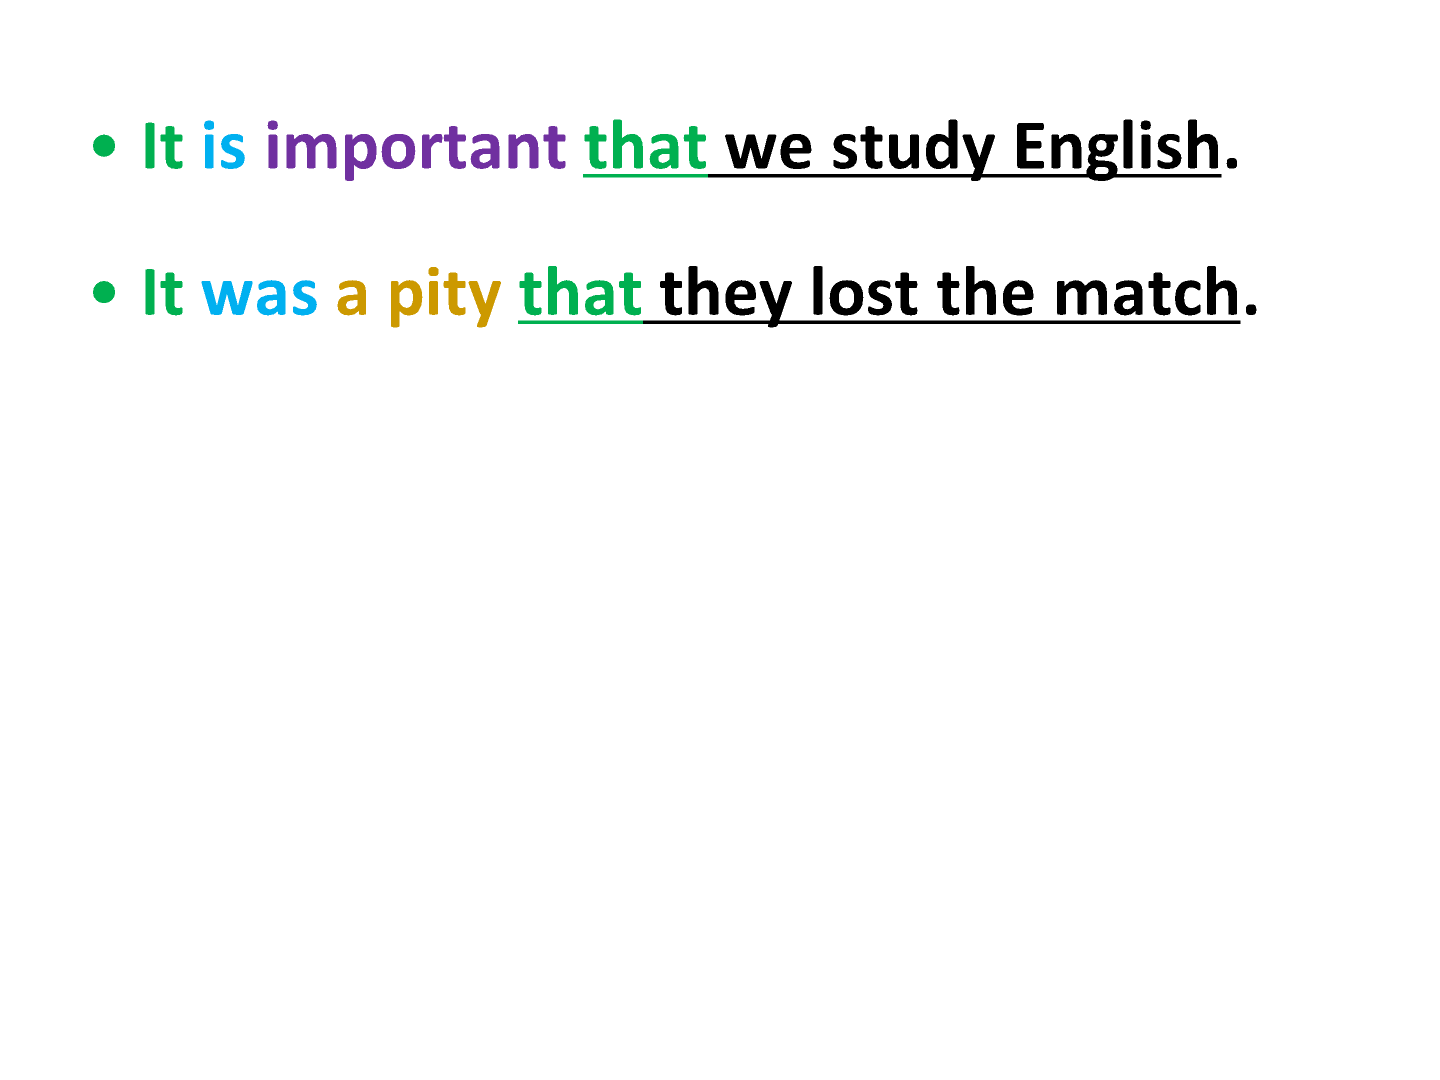 • It is important that we study English.
• It was a pity that they lost the match.